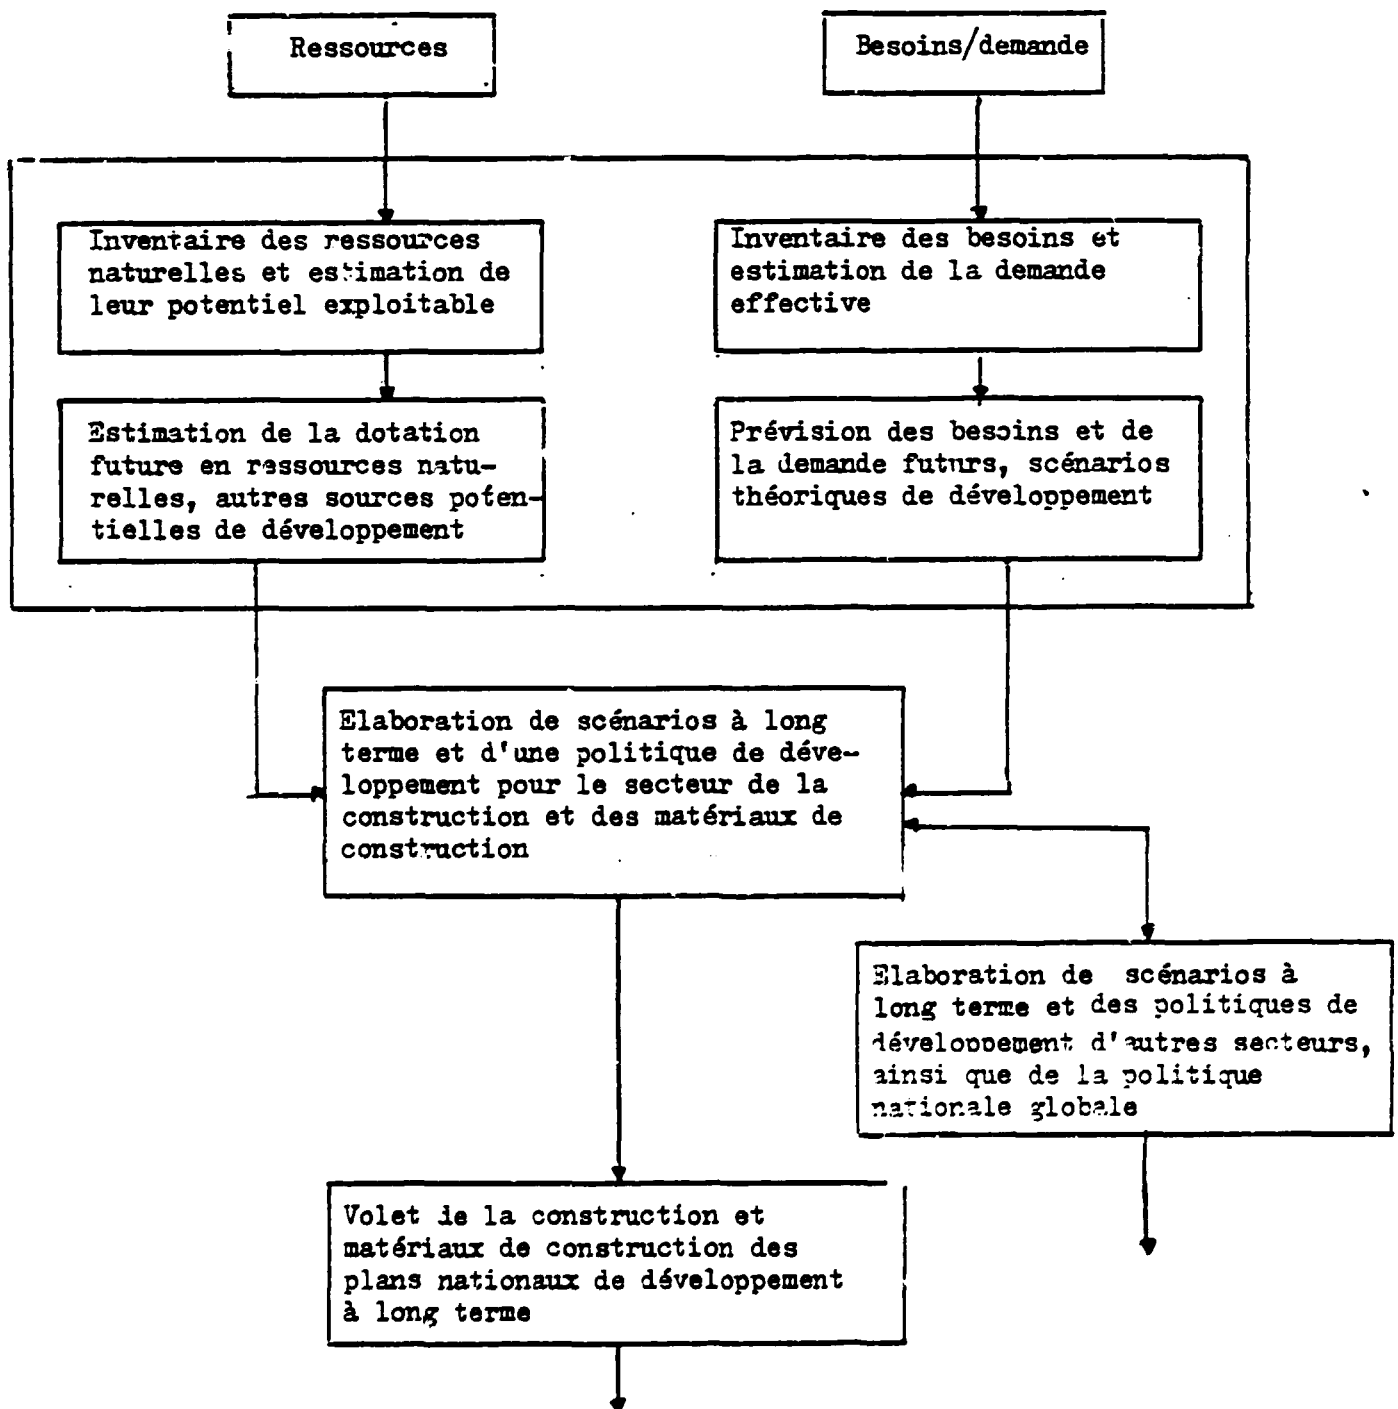 Ressources
Besoins/demande
Inventaire des ressources
naturelles et estimation de
leur potentiel exploitable
Inventaire des besoins et
estimation de la demande
effective
Estimation de la dotation
future en ressources natu-
relles, autres sources poten-
tielles de développement
Prévision des besoins et de
la demande futurs, scénarios
théoriques de développement
Elaboration de scénarios à long
terme et d'une politique de déve-
loppement pour le secteur de la
construction et des matériaux de
construction
Elaboration de scénarios à
long terme et des politiques de
développement d'autres secteurs,
ainsi que de la politique
nationale globale
Volet de la construction et
matériaux de construction des
plans nationaux de développement
à long terme